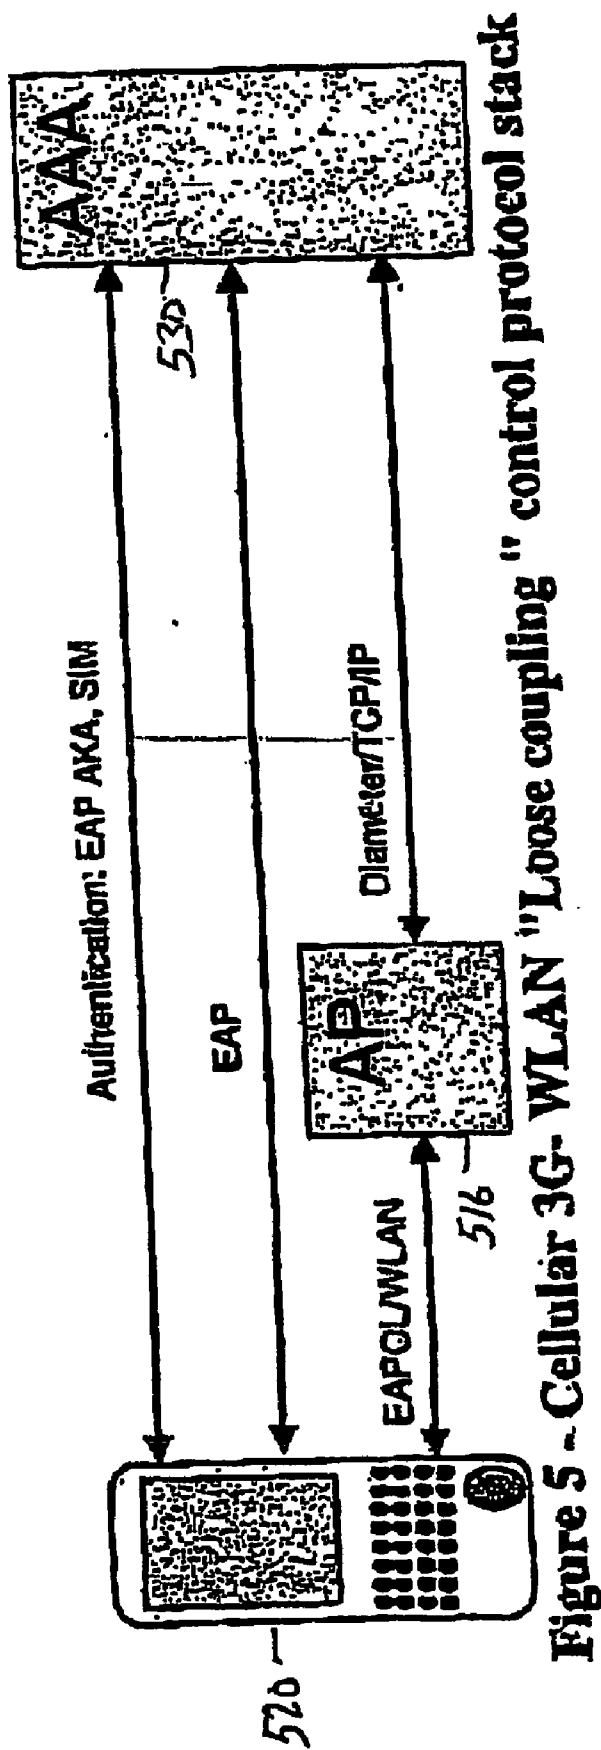 Authentication: EAP AKA, SIM
AAA
530
EAP
Diameter/TCP/IP
AP
EAPOL/WLAN
516
520
Figure 5 - Cellular 3G- WLAN "Loose coupling" control protocol stack